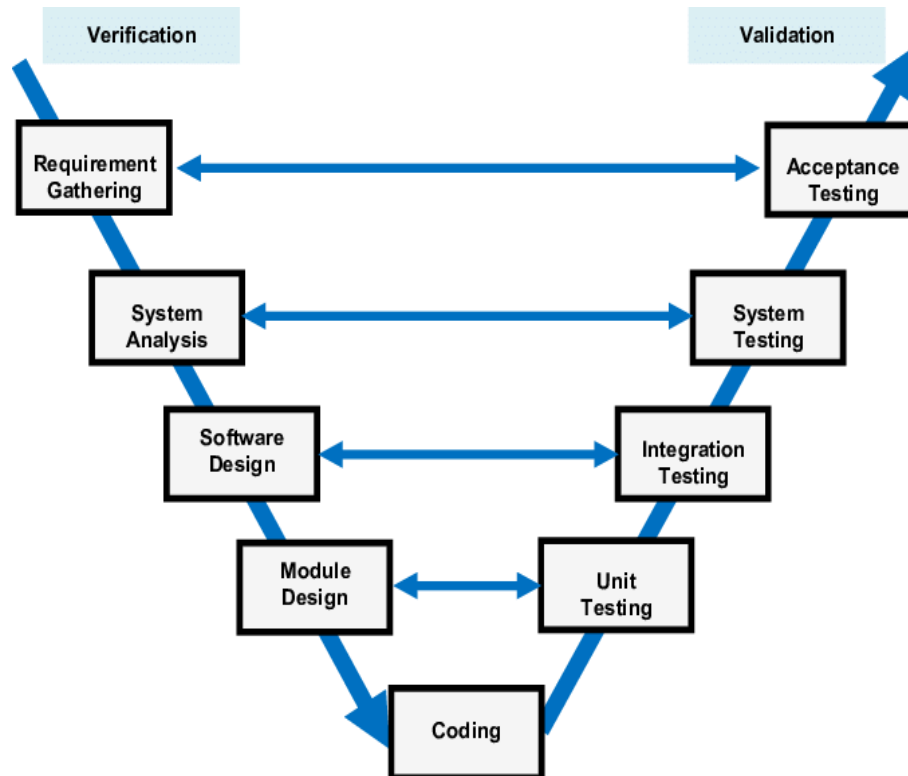 Verification
Validation
Requirement
Gathering
Acceptance
Testing
System
Analysis
System
Testing
Software
Design
Integration
Testing
Module
Design
Unit
Testing
Coding